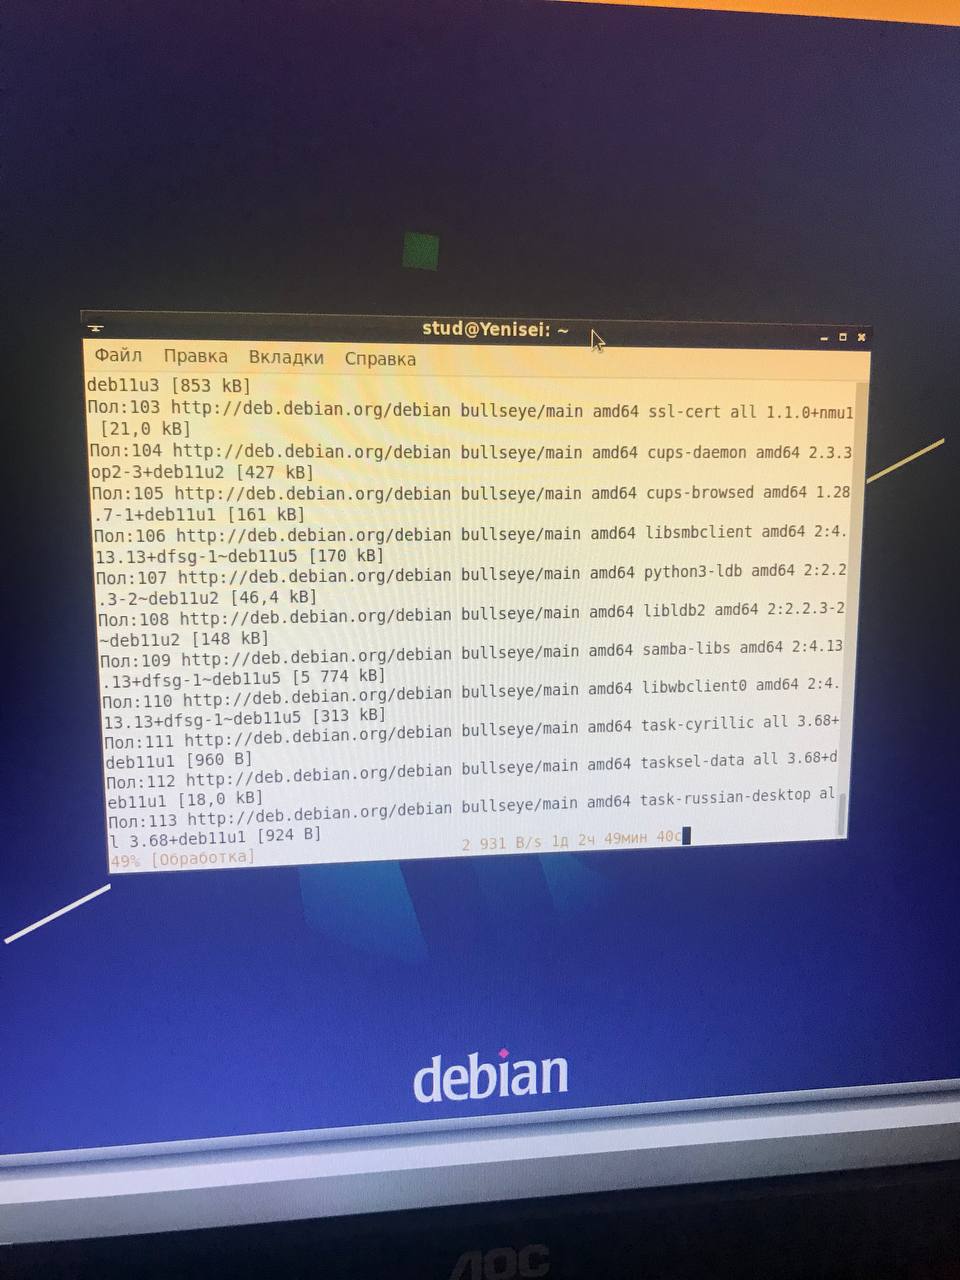 stud@Yenisei: ~
Файл Правка Вкладки Справка
deb11u3 [853 kB]
Пол:103 http://deb.debian.org/debian bullseye/main amd64 ssl-cert all 1.1.0+nmu1
[21,0 kB]
Пол:104 http://deb.debian.org/debian bullseye/main amd64 cups-daemon amd64 2.3.3
op2-3+deb11u2 [427 kB]
Пол:105 http://deb.debian.org/debian bullseye/main amd64 cups-browsed amd64 1.28
.7-1+deb11u1 [161 kB]
Пол:106 http://deb.debian.org/debian bullseye/main amd64 libsmbclient amd64 2:4.
13.13+dfsg-1~deb11u5 [170 kB]
Пол:107 http://deb.debian.org/debian bullseye/main amd64 python3-ldb amd64 2:2.2
.3-2~deb11u2 [46,4 kB]
Пол:108 http://deb.debian.org/debian bullseye/main amd64 libldb2 amd64 2:2.2.3-2
~deb11u2 [148 kB]
Пол:109 http://deb.debian.org/debian bullseye/main amd64 samba-libs amd64 2:4.13
.13+dfsg-1~deb11u5 [5 774 kB]
Пол:110 http://deb.debian.org/debian bullseye/main amd64 libwbclient0 amd64 2:4.
13.13+dfsg-1~deb11u5 [313 kB]
Пол:111 http://deb.debian.org/debian bullseye/main amd64 task-cyrillic all 3.68+
deb11u1 [960 B]
Пол:112 http://deb.debian.org/debian bullseye/main amd64 tasksel-data all 3.68+d
eb11u1 [18,0 kB]
Пол:113 http://deb.debian.org/debian bullseye/main amd64 task-russian-desktop al
l 3.68+deb11u1 [924 B]
49% [Обработка] 2 931 B/s 1д 2ч 49мин 40с
debian
AOC